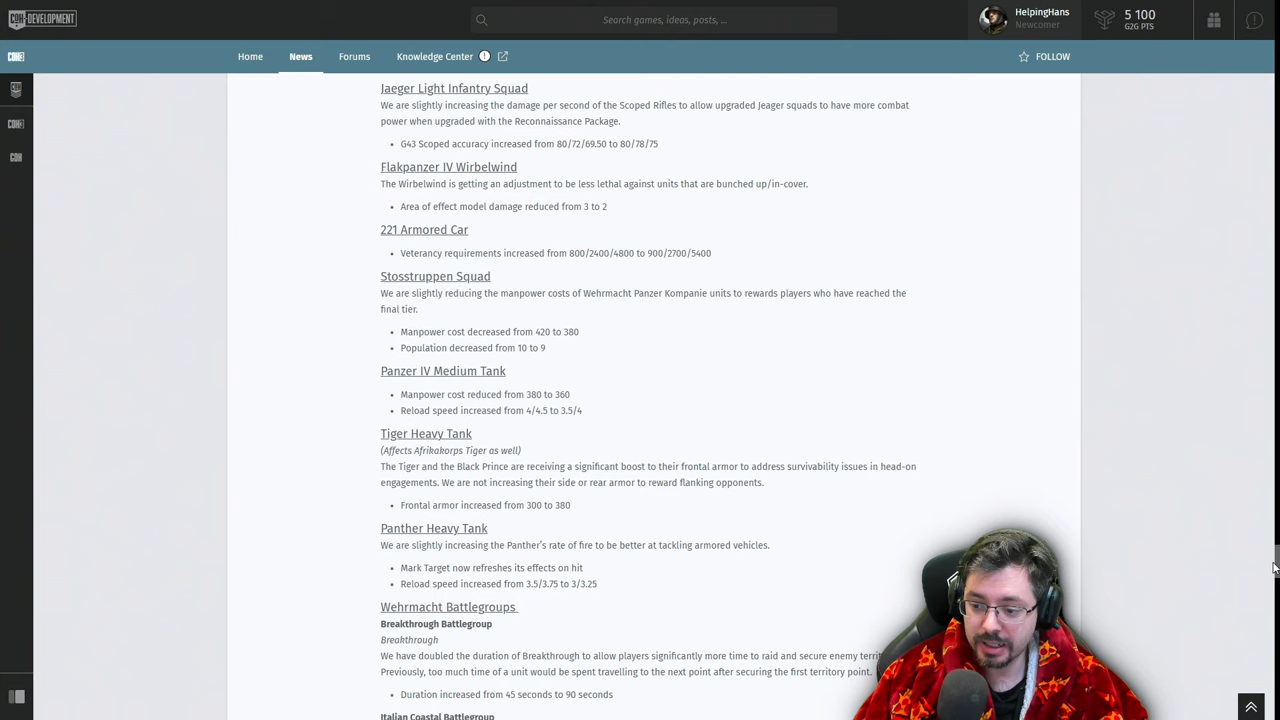 COH-DEVELOPMENT
Search games, ideas, posts, ...
HelpingHans
Newcomer
5 100
G2G PTS
Home
News
Forums
Knowledge Center
FOLLOW
Jaeger Light Infantry Squad
We are slightly increasing the damage per second of the Scoped Rifles to allow upgraded Jeager squads to have more combat
power when upgraded with the Reconnaissance Package.
• G43 Scoped accuracy increased from 80/72/69.50 to 80/78/75
Flakpanzer IV Wirbelwind
The Wirbelwind is getting an adjustment to be less lethal against units that are bunched up/in-cover.
• Area of effect model damage reduced from 3 to 2
221 Armored Car
• Veterancy requirements increased from 800/2400/4800 to 900/2700/5400
Stosstruppen Squad
We are slightly reducing the manpower costs of Wehrmacht Panzer Kompanie units to rewards players who have reached the
final tier.
• Manpower cost decreased from 420 to 380
• Population decreased from 10 to 9
Panzer IV Medium Tank
• Manpower cost reduced from 380 to 360
• Reload speed increased from 4/4.5 to 3.5/4
Tiger Heavy Tank
(Affects Afrikakorps Tiger as well)
The Tiger and the Black Prince are receiving a significant boost to their frontal armor to address survivability issues in head-on
engagements. We are not increasing their side or rear armor to reward flanking opponents.
• Frontal armor increased from 300 to 380
Panther Heavy Tank
We are slightly increasing the Panther's rate of fire to be better at tackling armored vehicles.
• Mark Target now refreshes its effects on hit
• Reload speed increased from 3.5/3.75 to 3/3.25
Wehrmacht Battlegroups
Breakthrough Battlegroup
Breakthrough
We have doubled the duration of Breakthrough to allow players significantly more time to raid and secure enemy
Previously, too much time of a unit would be spent travelling to the next point after securing the first territory point.
• Duration increased from 45 seconds to 90 seconds
Italian Coastal Battlegroup